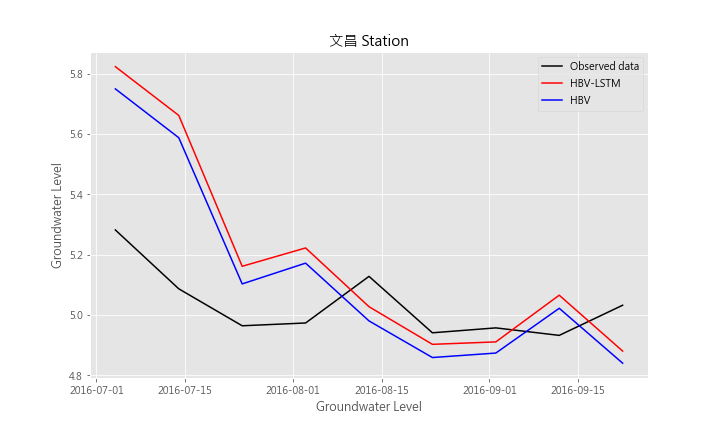 文昌 Station
Observed data
HBV-LSTM
HBV
Groundwater Level
5.8
5.6
5.4
5.2
5.0
4.8
2016-07-01 2016-07-15 2016-08-01 2016-08-15 2016-09-01 2016-09-15
Groundwater Level